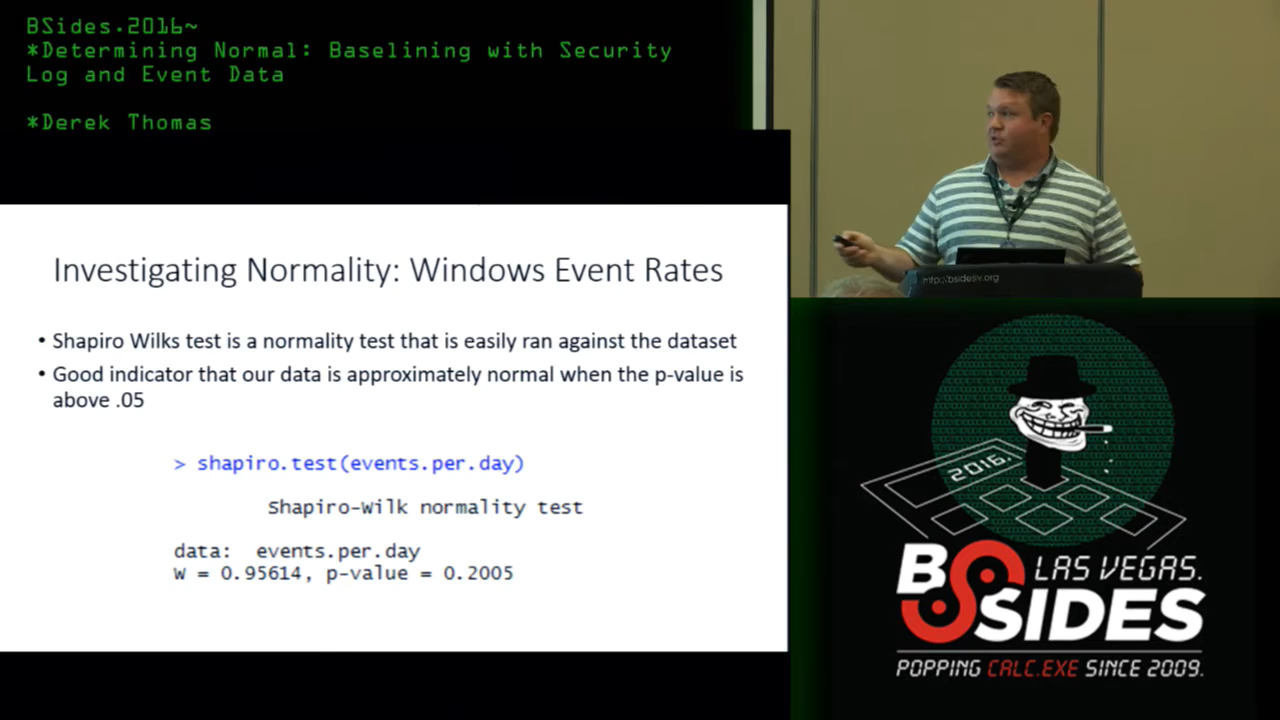 BSides.2016~
*Determining Normal: Baselining with Security
Log and Event Data
*Derek Thomas
Investigating Normality: Windows Event Rates
• Shapiro Wilks test is a normality test that is easily ran against the dataset
• Good indicator that our data is approximately normal when the p-value is
above .05
> shapiro.test(events.per.day)
Shapiro-Wilk normality test
data: events.per.day
W = 0.95614, p-value = 0.2005
http://bsideslv.org
2016.
BSIDES
LAS VEGAS.
POPPING CALC.EXE SINCE 2009.